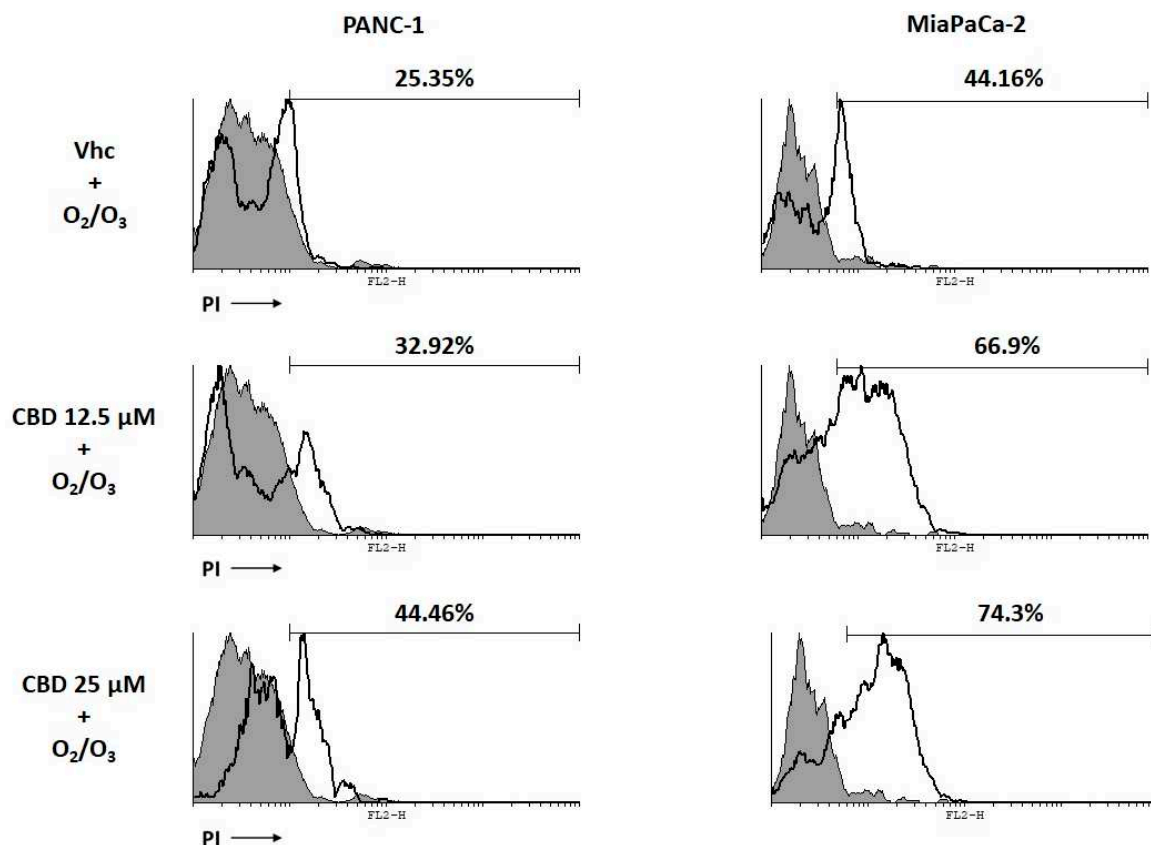 PANC-1
MiaPaCa-2
25.35%
44.16%
Vhc
+
O₂/O₃
FL2-H
FL2-H
PI
32.92%
66.9%
CBD 12.5 µM
+
O₂/O₃
FL2-H
FL2-H
PI
44.46%
74.3%
CBD 25 µM
+
O₂/O₃
FL2-H
FL2-H
PI